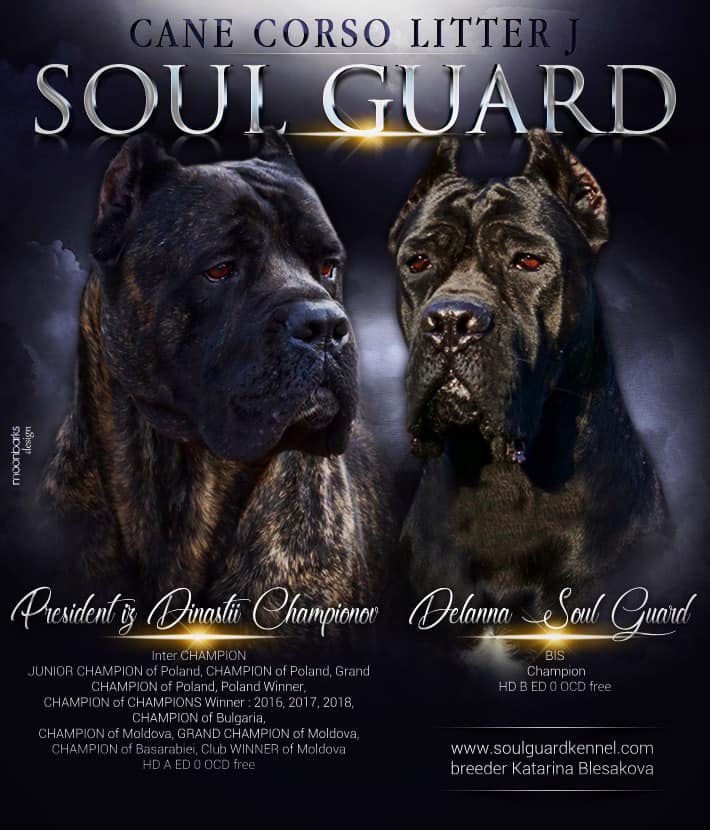 CANE CORSO LITTER J
SOUL GUARD
moonbarks
design
President iz Dinastii Championov
Inter CHAMPION
JUNIOR CHAMPION of Poland, CHAMPION of Poland, Grand
CHAMPION of Poland, Poland Winner,
CHAMPION of CHAMPIONS Winner : 2016, 2017, 2018,
CHAMPION of Bulgaria,
CHAMPION of Moldova, GRAND CHAMPION of Moldova,
CHAMPION of Basarabiei, Club WINNER of Moldova
HD A ED 0 OCD free
Delanna Soul Guard
BIS
Champion
HD B ED 0 OCD free
www.soulguardkennel.com
breeder Katarina Blesakova